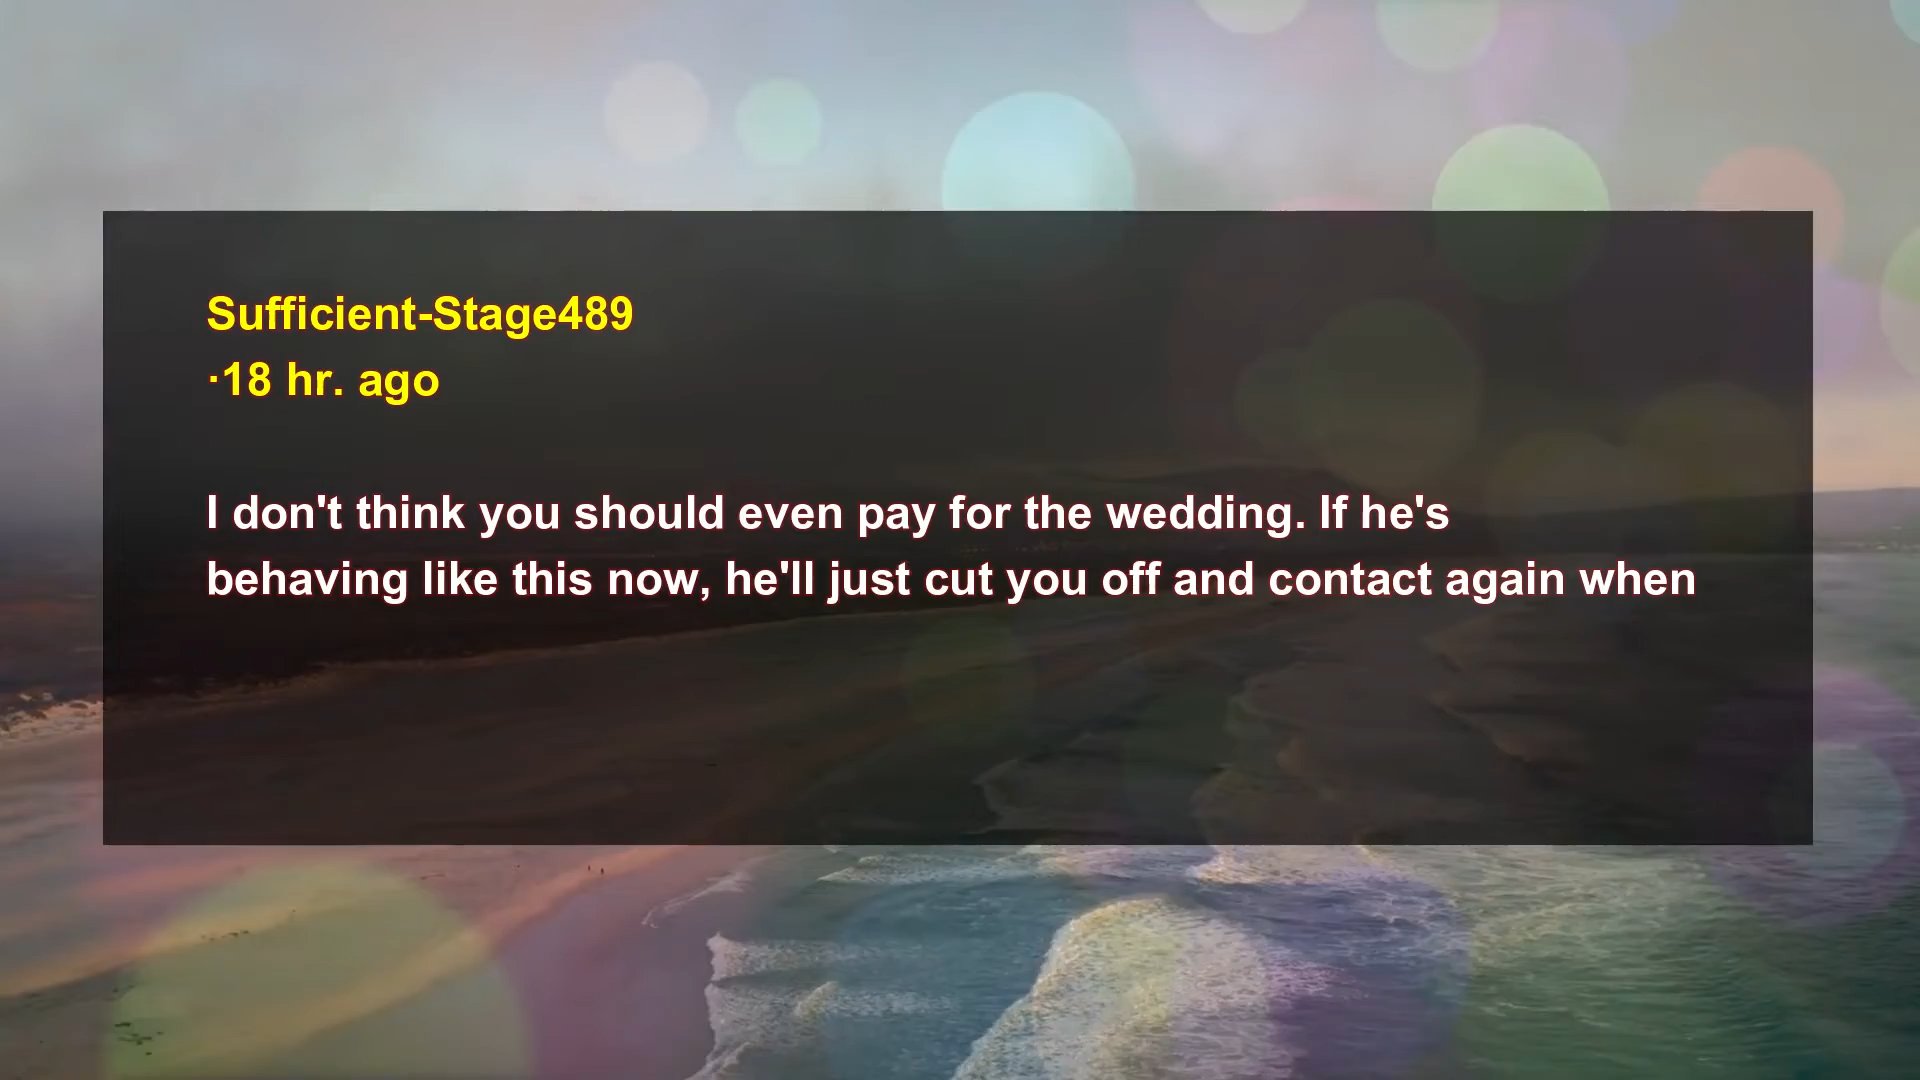 Sufficient-Stage489
·18 hr. ago
I don't think you should even pay for the wedding. If he's
behaving like this now, he'll just cut you off and contact again when